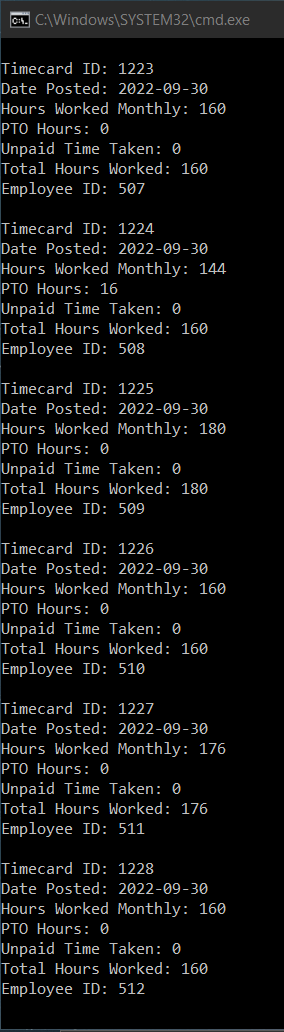 C:\Windows\SYSTEM32\cmd.exe
Timecard ID: 1223
Date Posted: 2022-09-30
Hours Worked Monthly: 160
PTO Hours: 0
Unpaid Time Taken: 0
Total Hours Worked: 160
Employee ID: 507
Timecard ID: 1224
Date Posted: 2022-09-30
Hours Worked Monthly: 144
PTO Hours: 16
Unpaid Time Taken: 0
Total Hours Worked: 160
Employee ID: 508
Timecard ID: 1225
Date Posted: 2022-09-30
Hours Worked Monthly: 180
PTO Hours: 0
Unpaid Time Taken: 0
Total Hours Worked: 180
Employee ID: 509
Timecard ID: 1226
Date Posted: 2022-09-30
Hours Worked Monthly: 160
PTO Hours: 0
Unpaid Time Taken: 0
Total Hours Worked: 160
Employee ID: 510
Timecard ID: 1227
Date Posted: 2022-09-30
Hours Worked Monthly: 176
PTO Hours: 0
Unpaid Time Taken: 0
Total Hours Worked: 176
Employee ID: 511
Timecard ID: 1228
Date Posted: 2022-09-30
Hours Worked Monthly: 160
PTO Hours: 0
Unpaid Time Taken: 0
Total Hours Worked: 160
Employee ID: 512